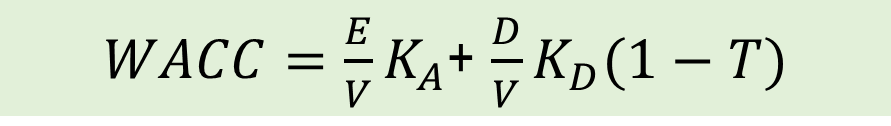 WACC = E/V K_A + D/V K_D (1 − T)